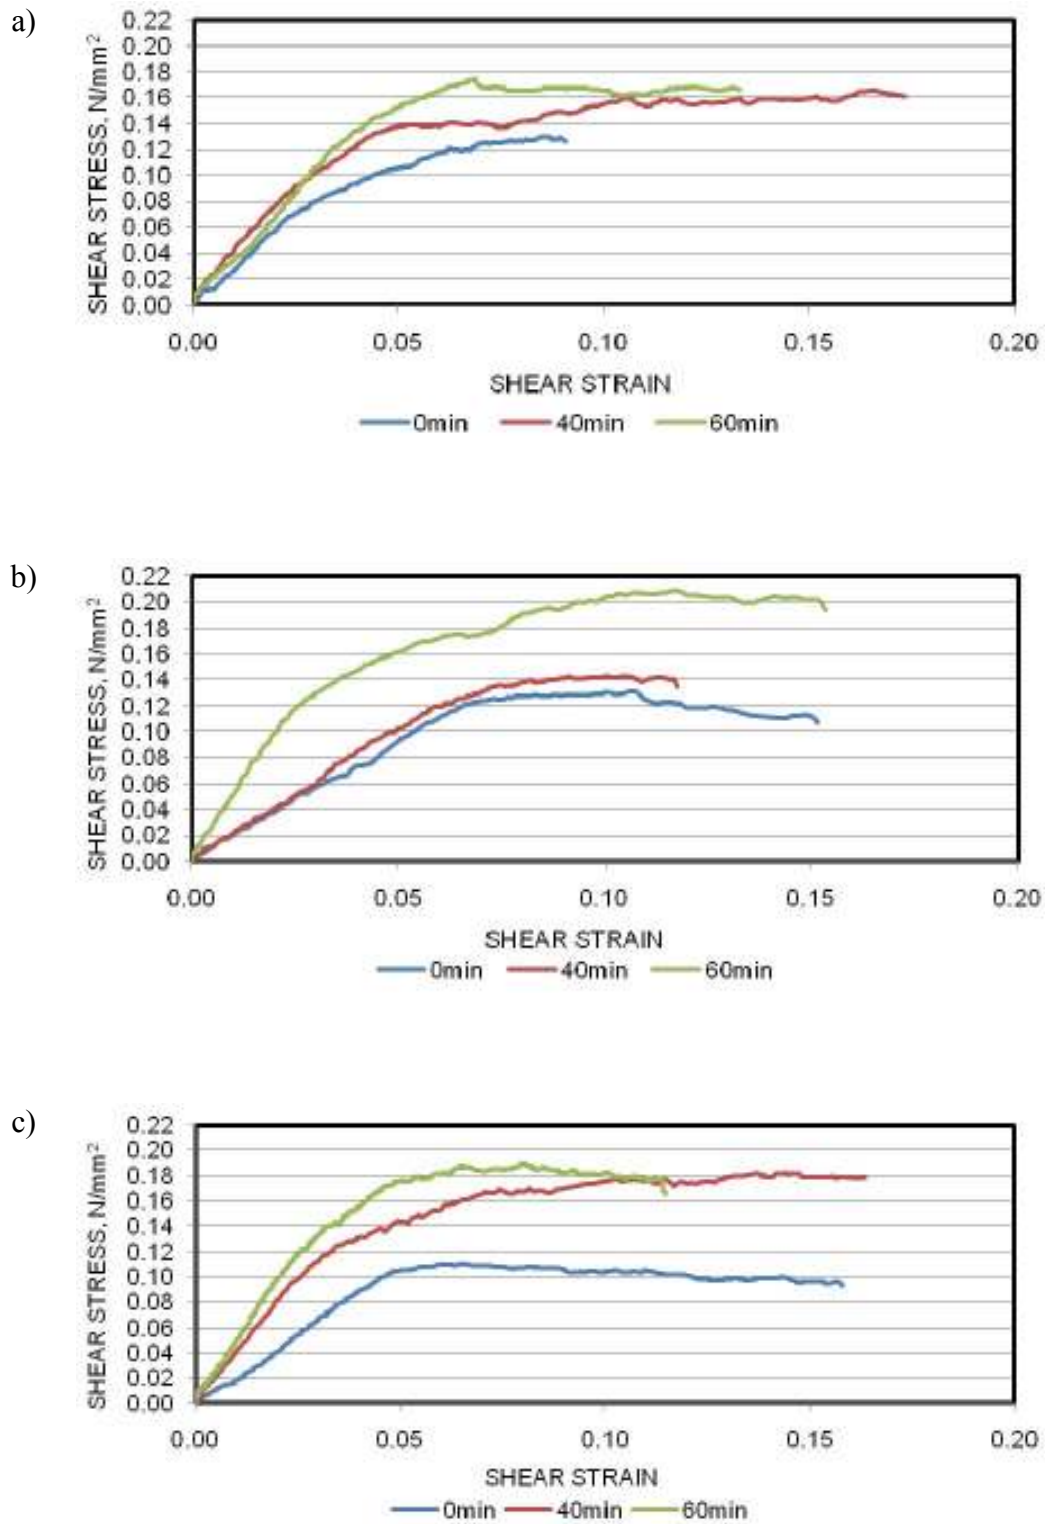 a)
SHEAR STRESS, N/mm²
0.22
0.20
0.18
0.16
0.14
0.12
0.10
0.08
0.06
0.04
0.02
0.00
0.00 0.05 0.10 0.15 0.20
SHEAR STRAIN
0min 40min 60min
b)
SHEAR STRESS, N/mm²
0.22
0.20
0.18
0.16
0.14
0.12
0.10
0.08
0.06
0.04
0.02
0.00
0.00 0.05 0.10 0.15 0.20
SHEAR STRAIN
0min 40min 60min
c)
SHEAR STRESS, N/mm²
0.22
0.20
0.18
0.16
0.14
0.12
0.10
0.08
0.06
0.04
0.02
0.00
0.00 0.05 0.10 0.15 0.20
SHEAR STRAIN
0min 40min 60min